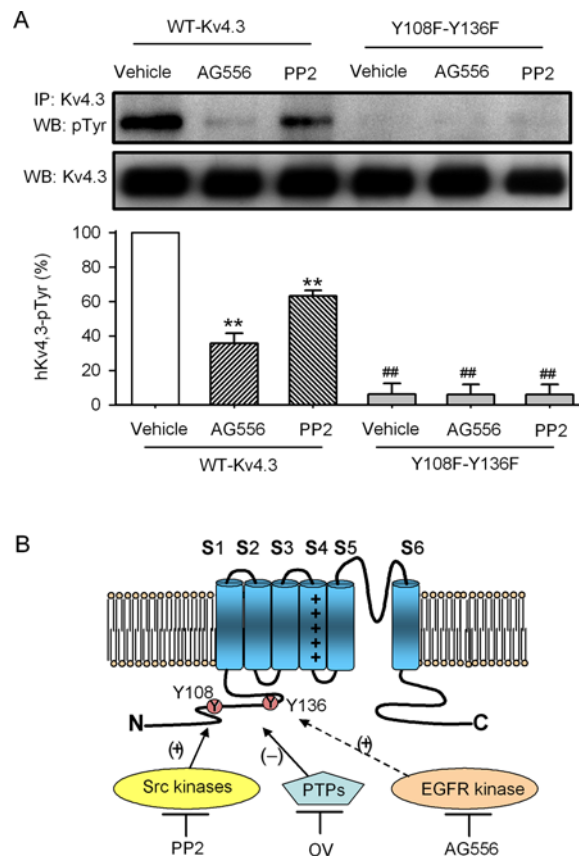 A
WT-Kv4.3 Y108F-Y136F
Vehicle AG556 PP2 Vehicle AG556 PP2
IP: Kv4.3
WB: pTyr
WB: Kv4.3
hKv4,3-pTyr (%)
100
80
60
40
20
0
** ** ## ## ##
Vehicle AG556 PP2 Vehicle AG556 PP2
WT-Kv4.3 Y108F-Y136F
B
S1 S2 S3 S4 S5 S6
+
+
+
+
+
Y108 Y Y Y136
N C
(+) (−) (+)
Src kinases PTPs EGFR kinase
PP2 OV AG556